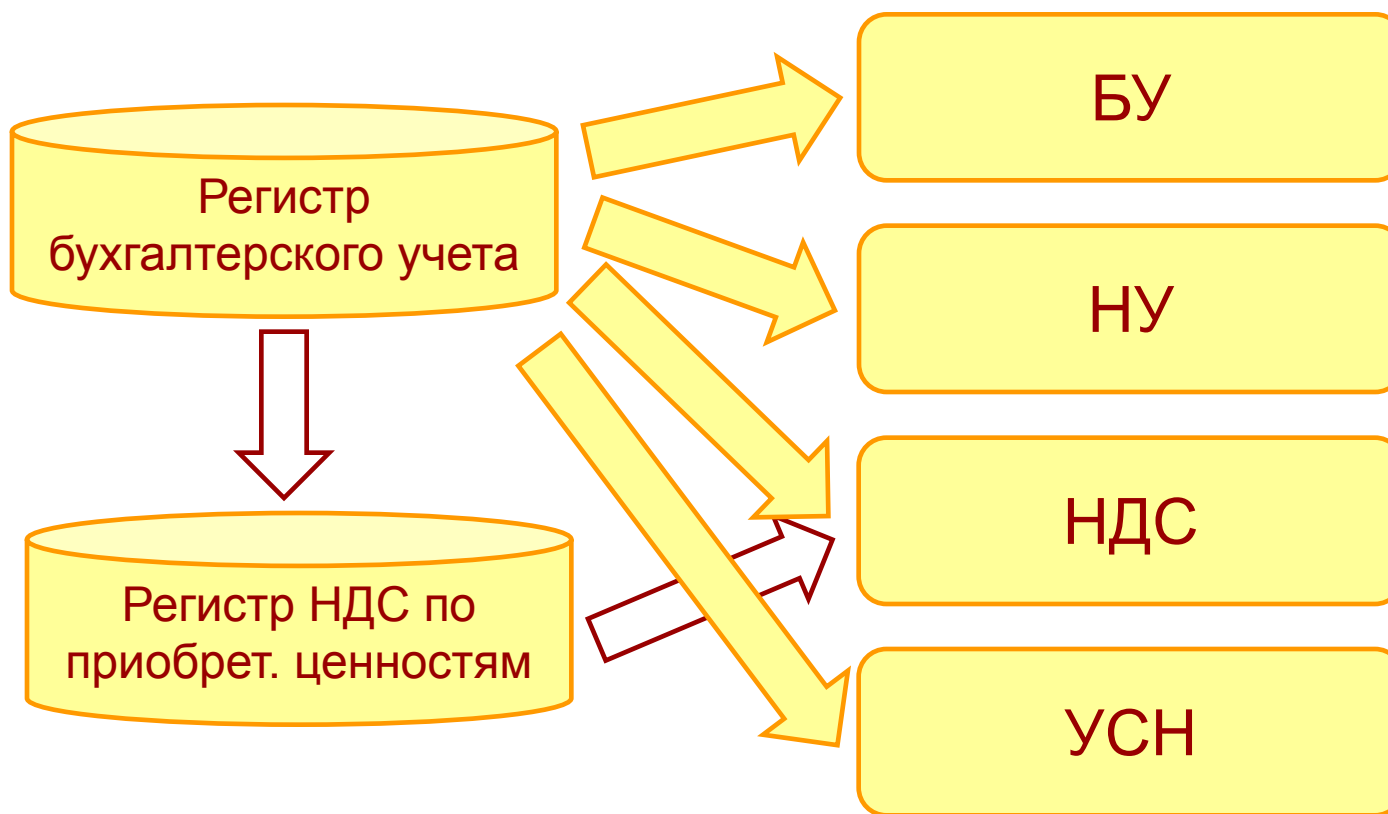 Регистр
бухгалтерского учета
Регистр НДС по
приобрет. ценностям
БУ
НУ
НДС
УСН